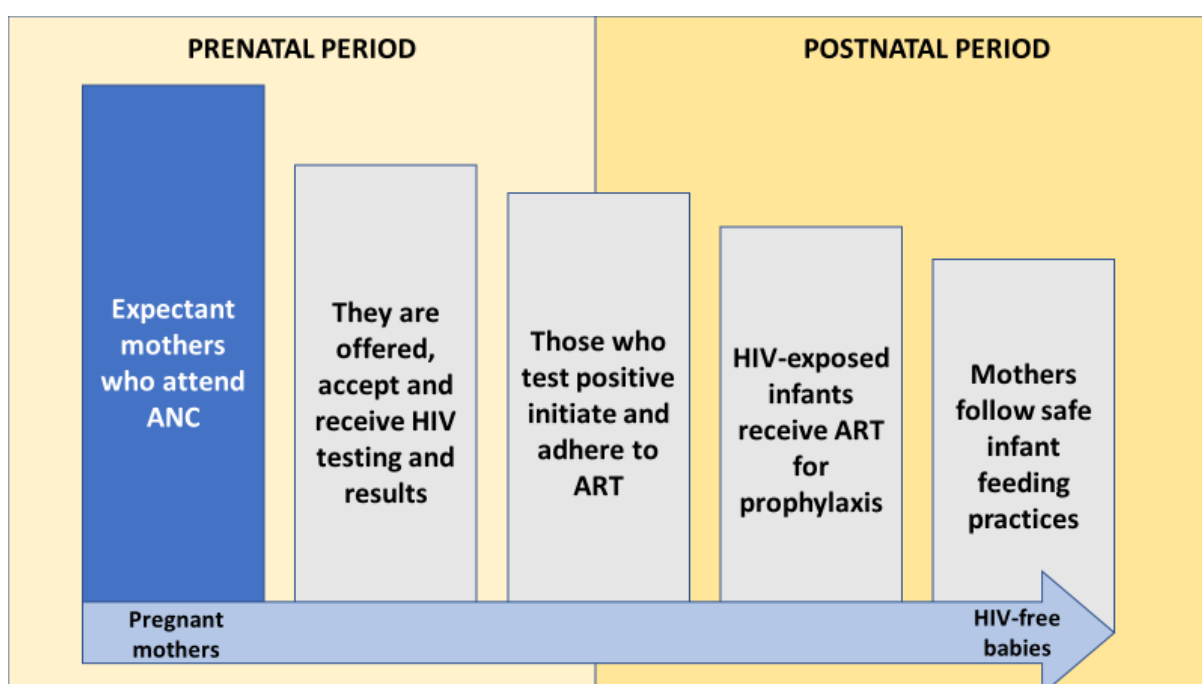 PRENATAL PERIOD
POSTNATAL PERIOD
Expectant
mothers
who attend
ANC
They are
offered,
accept and
receive HIV
testing and
results
Those who
test positive
initiate and
adhere to
ART
HIV-exposed
infants
receive ART
for
prophylaxis
Mothers
follow safe
infant
feeding
practices
Pregnant
mothers
HIV-free
babies